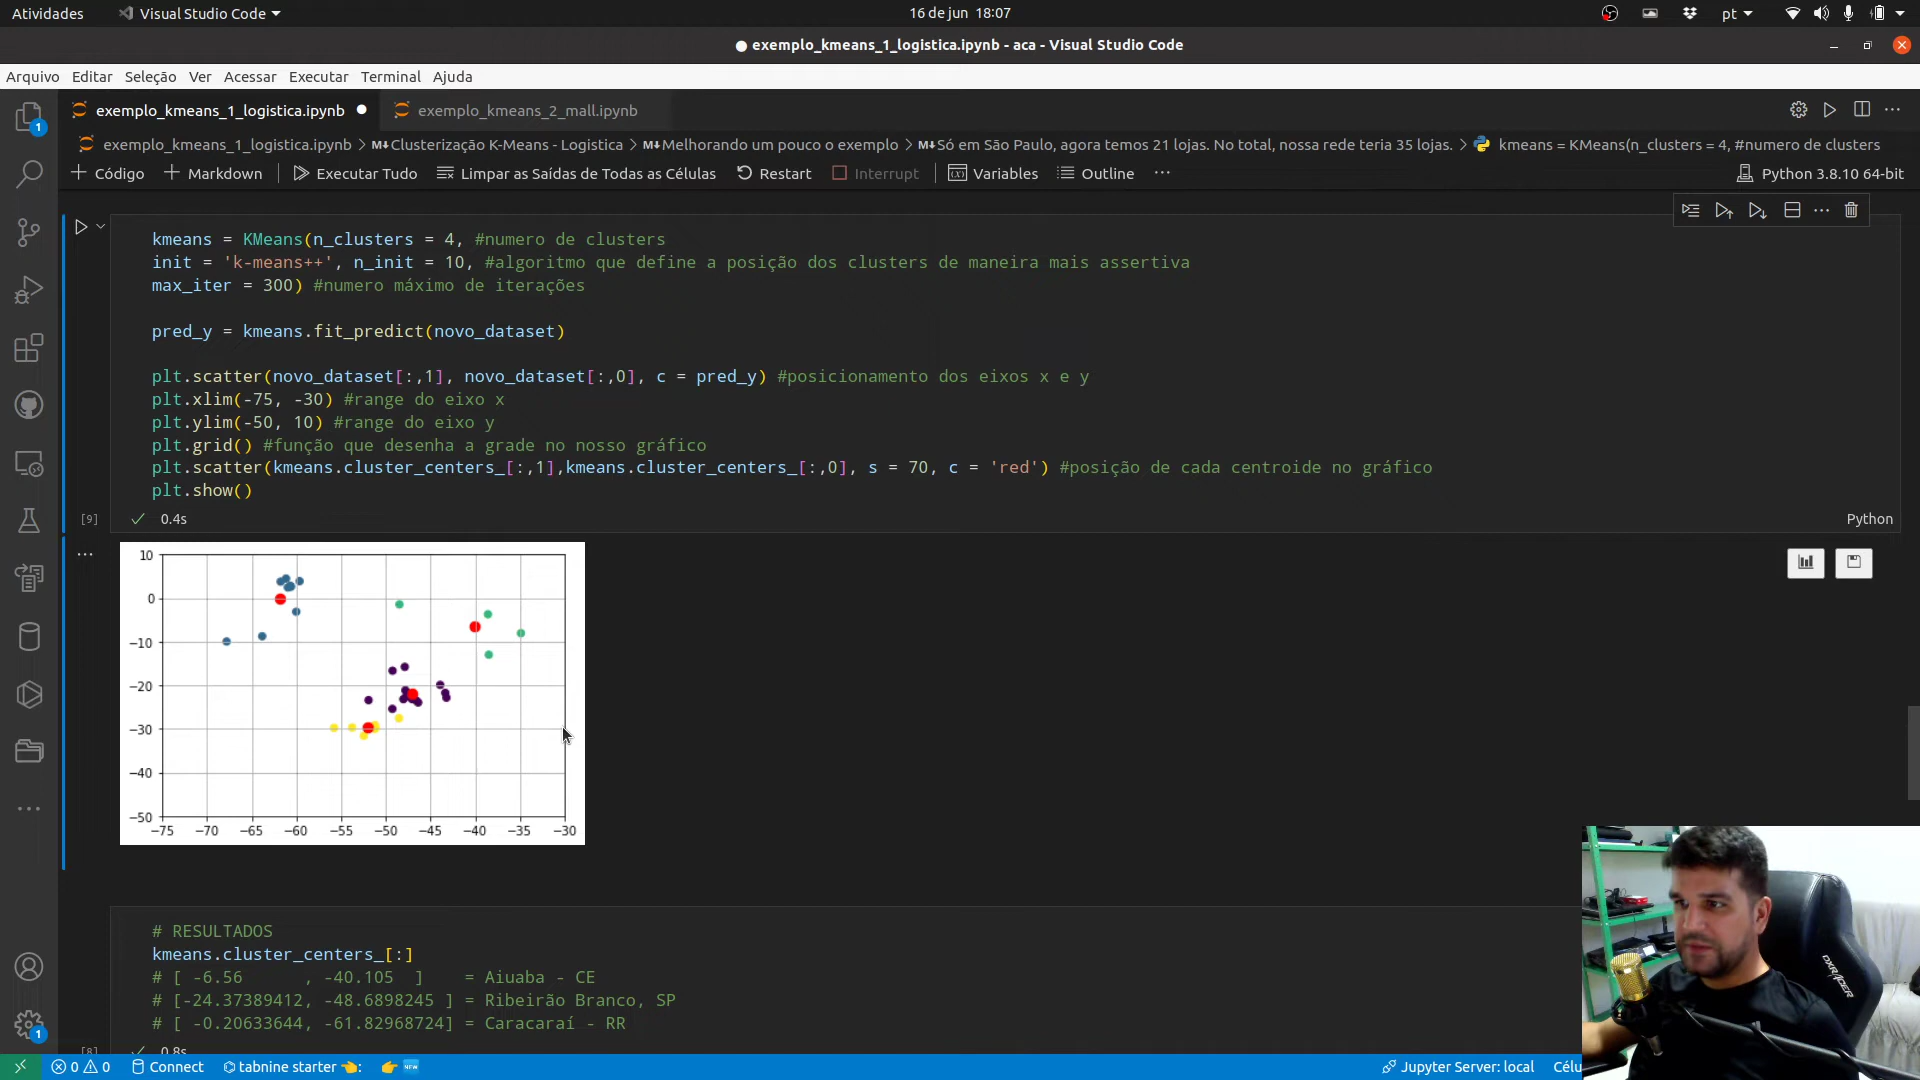 Atividades
Visual Studio Code
16 de jun 18:07
pt
● exemplo_kmeans_1_logistica.ipynb - aca - Visual Studio Code
Arquivo Editar Seleção Ver Acessar Executar Terminal Ajuda
exemplo_kmeans_1_logistica.ipynb
exemplo_kmeans_2_mall.ipynb
exemplo_kmeans_1_logistica.ipynb > M↓Clusterização K-Means - Logistica > M↓Melhorando um pouco o exemplo > M↓Só em São Paulo, agora temos 21 lojas. No total, nossa rede teria 35 lojas. > kmeans = KMeans(n_clusters = 4, #numero de clusters
+ Código + Markdown Executar Tudo Limpar as Saídas de Todas as Células Restart Interrupt Variables Outline ... Python 3.8.10 64-bit
kmeans = KMeans(n_clusters = 4, #numero de clusters
init = 'k-means++', n_init = 10, #algoritmo que define a posição dos clusters de maneira mais assertiva
max_iter = 300) #numero máximo de iterações
pred_y = kmeans.fit_predict(novo_dataset)
plt.scatter(novo_dataset[:,1], novo_dataset[:,0], c = pred_y) #posicionamento dos eixos x e y
plt.xlim(-75, -30) #range do eixo x
plt.ylim(-50, 10) #range do eixo y
plt.grid() #função que desenha a grade no nosso gráfico
plt.scatter(kmeans.cluster_centers_[:,1],kmeans.cluster_centers_[:,0], s = 70, c = 'red') #posição de cada centroide no gráfico
plt.show()
[9] 0.4s Python
10
0
−10
−20
−30
−40
−50
−75 −70 −65 −60 −55 −50 −45 −40 −35 −30
# RESULTADOS
kmeans.cluster_centers_[:]
# [ -6.56 , -40.105 ] = Aiuaba - CE
# [-24.37389412, -48.6898245 ] = Ribeirão Branco, SP
# [ -0.20633644, -61.82968724] = Caracaraí - RR
[8] 0.8s
DXRACER
1
1
0 0 Connect tabnine starter NEW Jupyter Server: local Célu